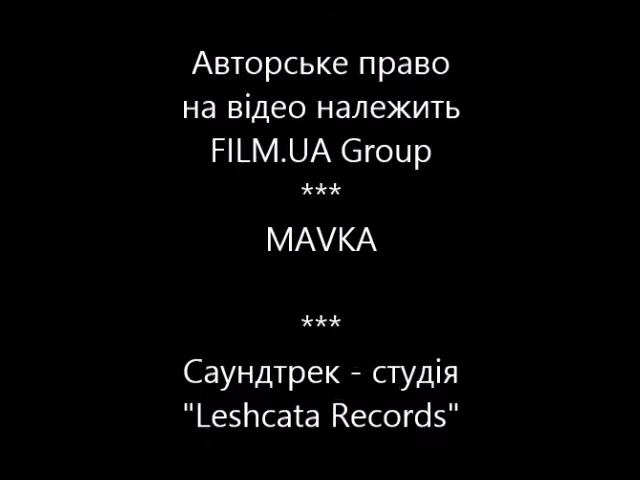 Авторське право
на відео належить
FILM.UA Group
***
MAVKA
***
Саундтрек - студія
"Leshcata Records"